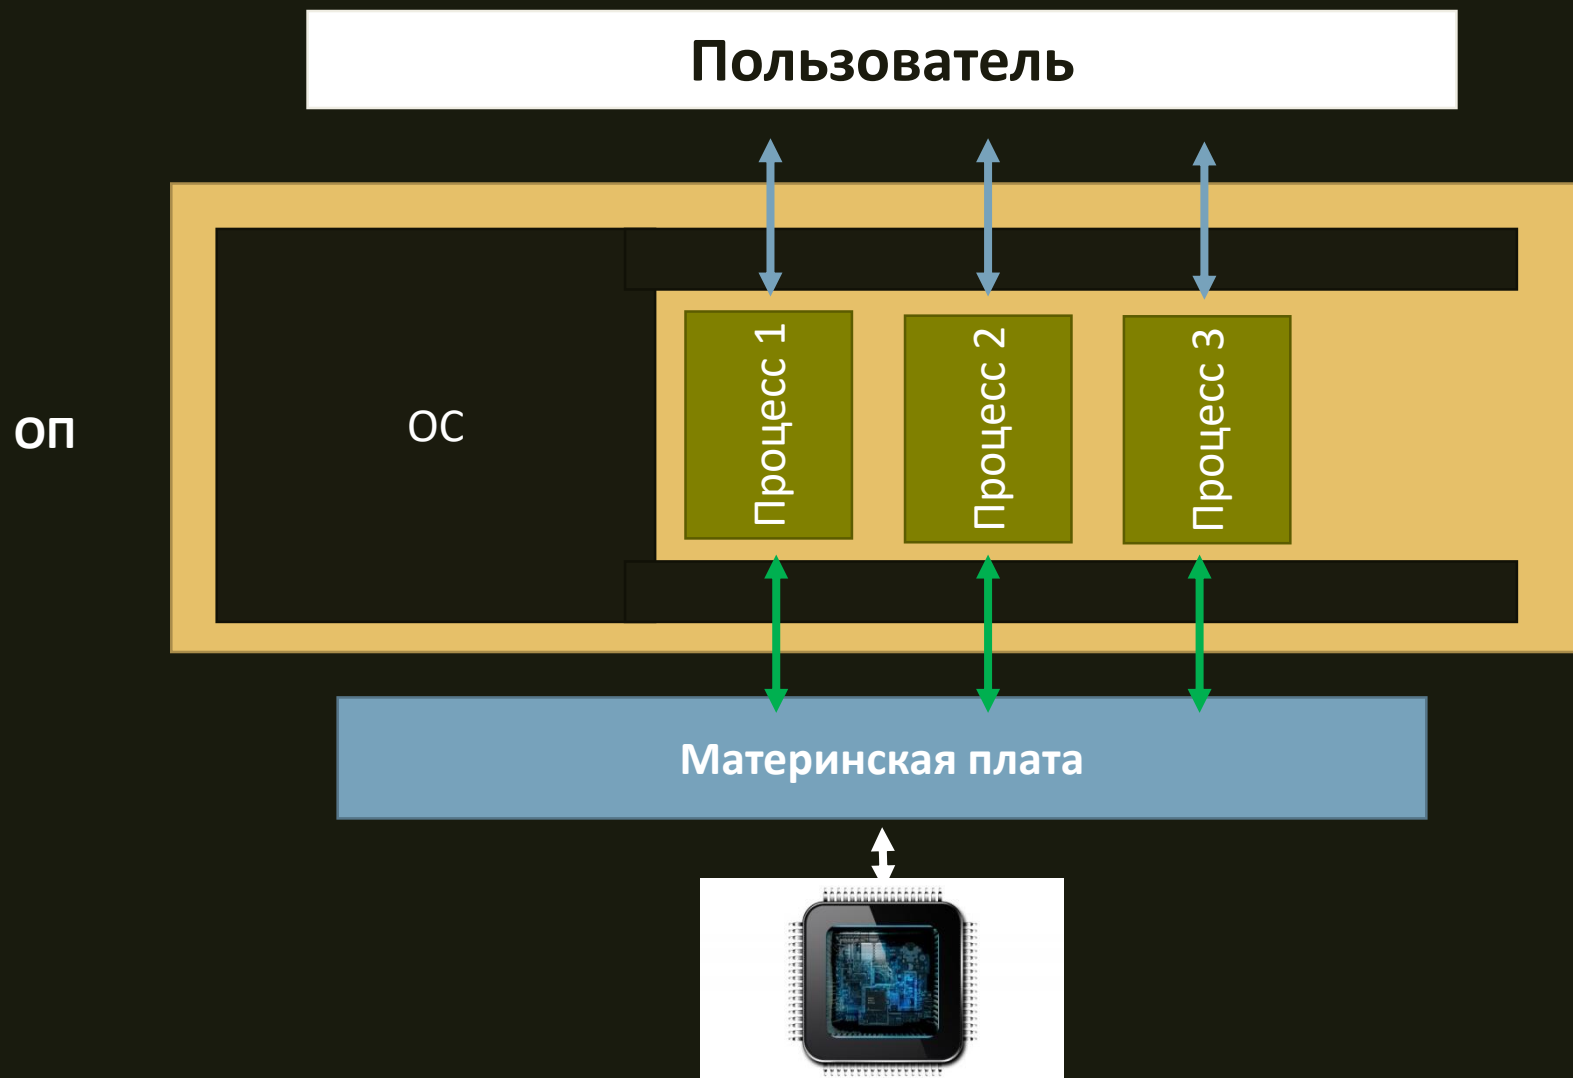 Пользователь
ОП
ОС
Процесс 1
Процесс 2
Процесс 3
Материнская плата